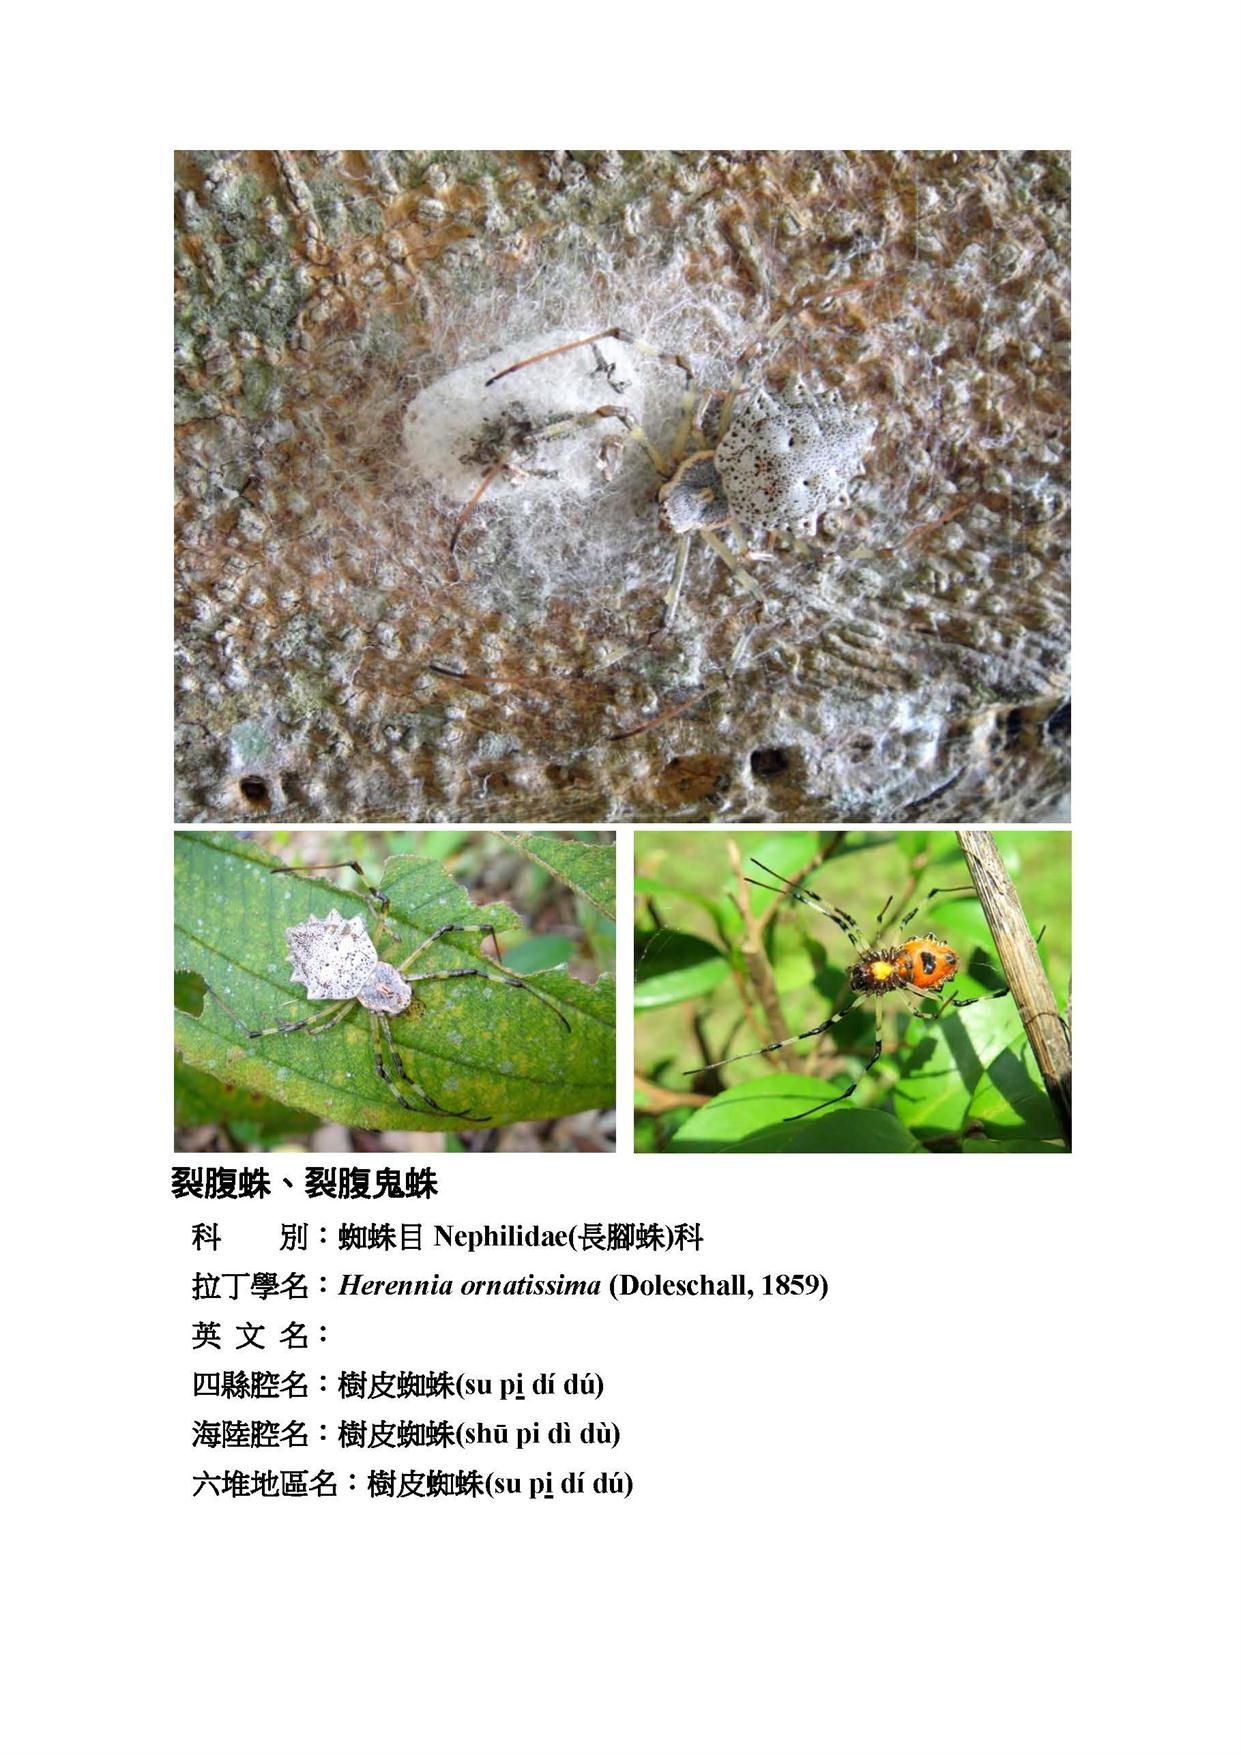 裂腹蛛、裂腹鬼蛛
科　　別：蜘蛛目 Nephilidae(長腳蛛)科
拉丁學名：Herennia ornatissima (Doleschall, 1859)
英 文 名：
四縣腔名：樹皮蜘蛛(su pi dí dú)
海陸腔名：樹皮蜘蛛(shū pi dì dù)
六堆地區名：樹皮蜘蛛(su pi dí dú)